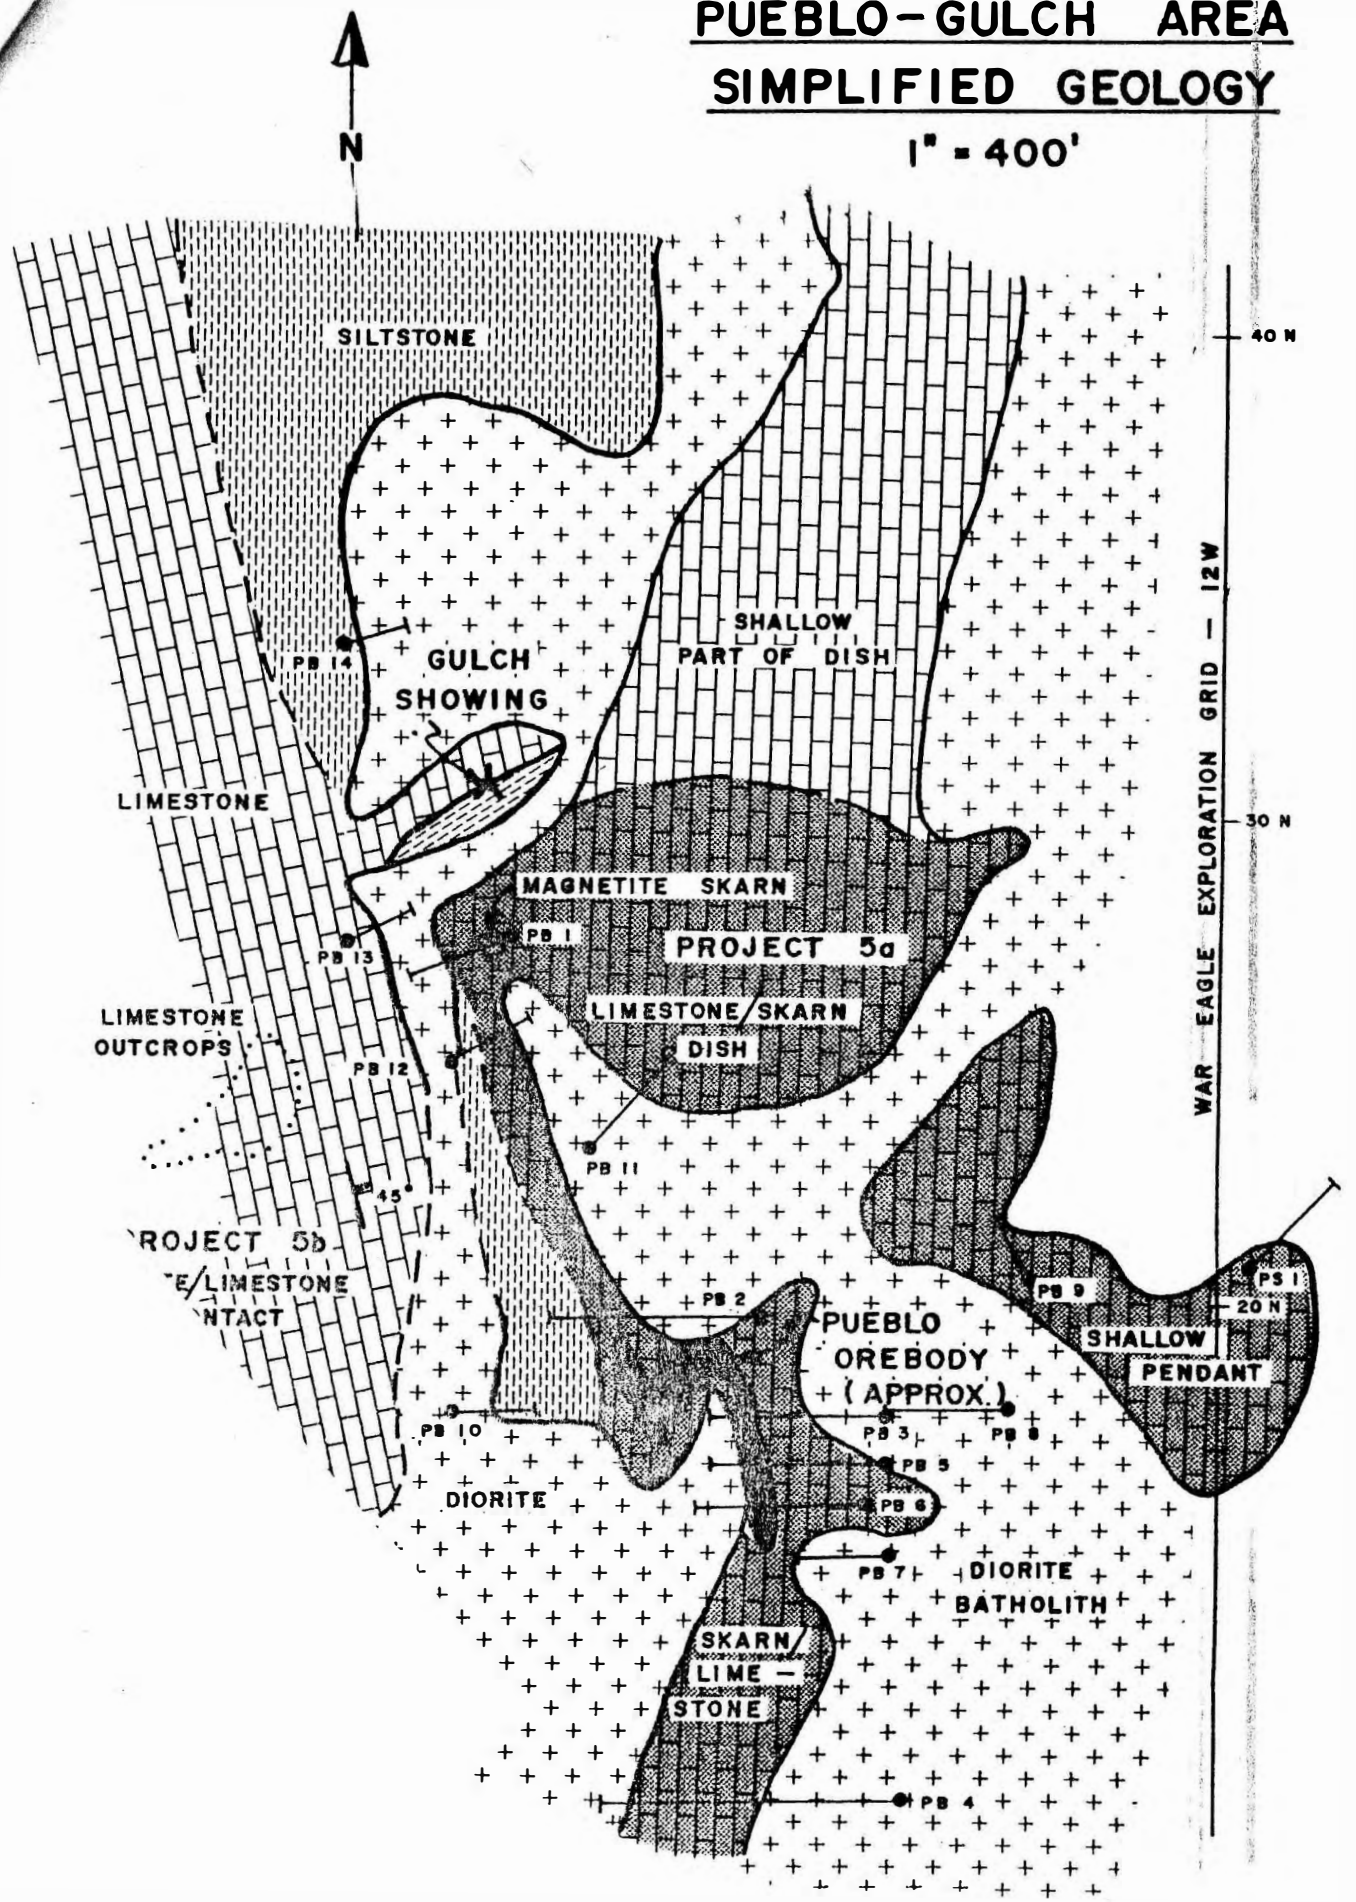 PUEBLO-GULCH AREA
SIMPLIFIED GEOLOGY
1" = 400'
N
SILTSTONE
40 N
SHALLOW
PART OF DISH
PB 14
GULCH
SHOWING
LIMESTONE
30 N
WAR EAGLE EXPLORATION GRID — 12W
MAGNETITE SKARN
PB 1
PROJECT 5a
PB 13
LIMESTONE/SKARN
DISH
LIMESTONE
OUTCROPS
PB 12
PB 11
45°
ROJECT 5b
E/LIMESTONE
NTACT
PB 2
PB 9
PS 1
20 N
PUEBLO
OREBODY
(APPROX.)
SHALLOW
PENDANT
PB 10
PB 3
PB 8
PB 5
DIORITE
PB 6
PB 7
DIORITE
BATHOLITH
SKARN/
LIME -
STONE
PB 4